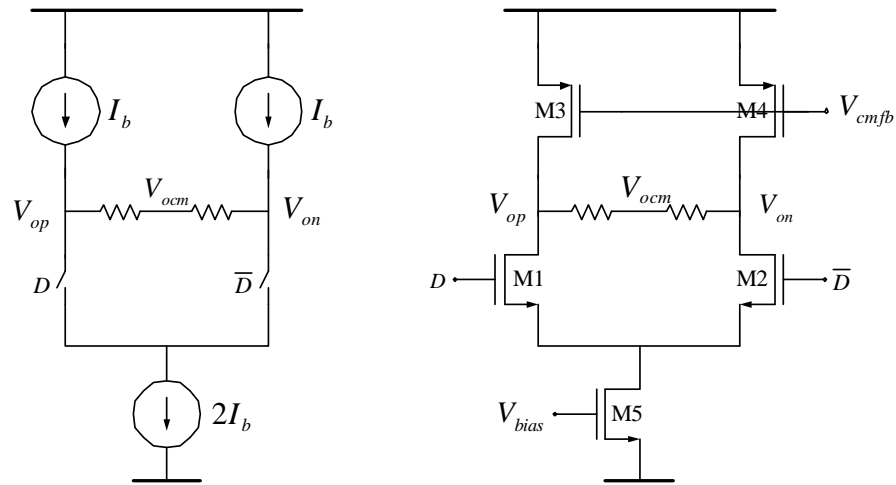 I_b I_b
V_op V_ocm V_on
D D̅
2I_b
M3 M4 V_cmfb
V_op V_ocm V_on
D M1 M2 D̅
V_bias M5